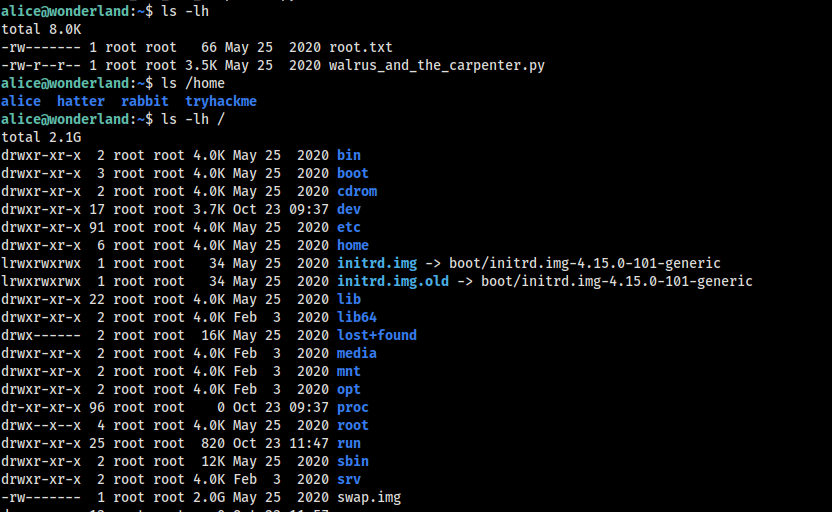 alice@wonderland:~$ ls -lh
total 8.0K
-rw------- 1 root root   66 May 25  2020 root.txt
-rw-r--r-- 1 root root 3.5K May 25  2020 walrus_and_the_carpenter.py
alice@wonderland:~$ ls /home
alice  hatter  rabbit  tryhackme
alice@wonderland:~$ ls -lh /
total 2.1G
drwxr-xr-x  2 root root 4.0K May 25  2020 bin
drwxr-xr-x  3 root root 4.0K May 25  2020 boot
drwxr-xr-x  2 root root 4.0K May 25  2020 cdrom
drwxr-xr-x 17 root root 3.7K Oct 23 09:37 dev
drwxr-xr-x 91 root root 4.0K May 25  2020 etc
drwxr-xr-x  6 root root 4.0K May 25  2020 home
lrwxrwxrwx  1 root root   34 May 25  2020 initrd.img -> boot/initrd.img-4.15.0-101-generic
lrwxrwxrwx  1 root root   34 May 25  2020 initrd.img.old -> boot/initrd.img-4.15.0-101-generic
drwxr-xr-x 22 root root 4.0K May 25  2020 lib
drwxr-xr-x  2 root root 4.0K Feb  3  2020 lib64
drwx------  2 root root  16K May 25  2020 lost+found
drwxr-xr-x  2 root root 4.0K Feb  3  2020 media
drwxr-xr-x  2 root root 4.0K Feb  3  2020 mnt
drwxr-xr-x  2 root root 4.0K Feb  3  2020 opt
dr-xr-xr-x 96 root root    0 Oct 23 09:37 proc
drwx--x--x  4 root root 4.0K May 25  2020 root
drwxr-xr-x 25 root root  820 Oct 23 11:47 run
drwxr-xr-x  2 root root  12K May 25  2020 sbin
drwxr-xr-x  2 root root 4.0K Feb  3  2020 srv
-rw-------  1 root root 2.0G May 25  2020 swap.img